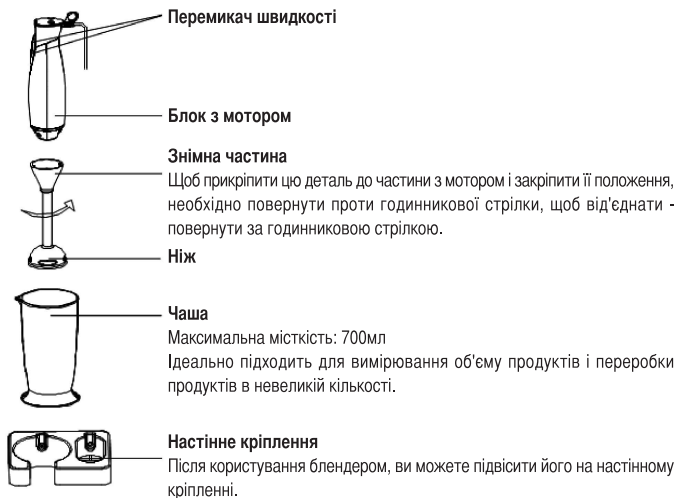 Перемикач швидкості
Блок з мотором
Знімна частина
Щоб прикріпити цю деталь до частини з мотором і закріпити її положення,
необхідно повернути проти годинникової стрілки, щоб від'єднати -
повернути за годинниковою стрілкою.
Ніж
Чаша
Максимальна місткість: 700мл
Ідеально підходить для вимірювання об'єму продуктів і переробки
продуктів в невеликій кількості.
Настінне кріплення
Після користування блендером, ви можете підвісити його на настінному
кріпленні.